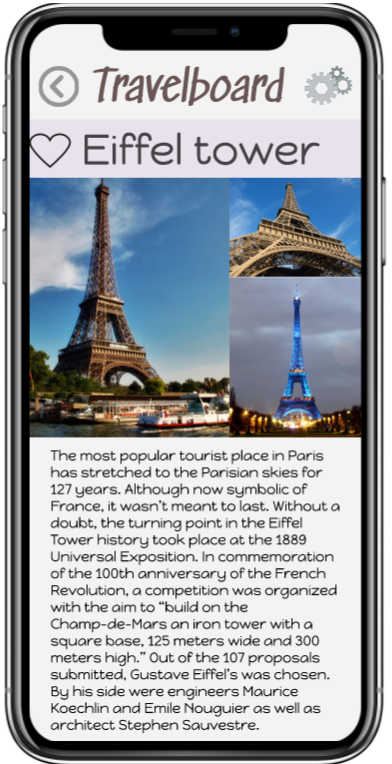 Travelboard
Eiffel tower
The most popular tourist place in Paris
has stretched to the Parisian skies for
127 years. Although now symbolic of
France, it wasn't meant to last. Without a
doubt, the turning point in the Eiffel
Tower history took place at the 1889
Universal Exposition. In commemoration
of the 100th anniversary of the French
Revolution, a competition was organized
with the aim to “build on the
Champ-de-Mars an iron tower with a
square base, 125 meters wide and 300
meters high.” Out of the 107 proposals
submitted, Gustave Eiffel's was chosen.
By his side were engineers Maurice
Koechlin and Emile Nouguier as well as
architect Stephen Sauvestre.